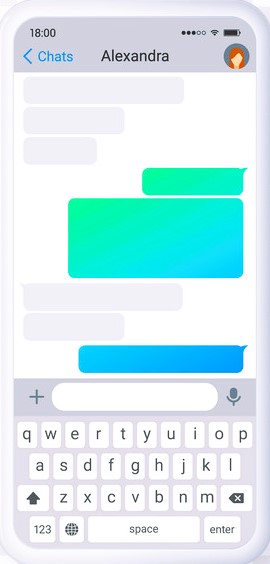 18:00
Chats Alexandra
q w e r t y u i o p
a s d f g h j k l
z x c v b n m
123 space enter